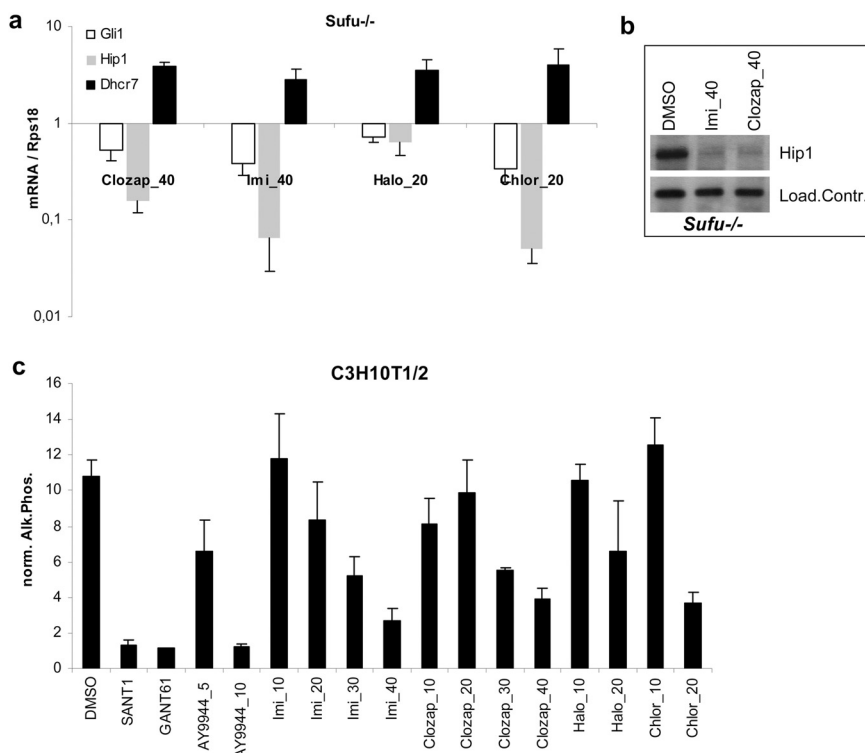 a
Sufu-/-
Gli1
Hip1
Dhcr7
mRNA / Rps18
10
1
0,1
0,01
Clozap_40
Imi_40
Halo_20
Chlor_20
b
DMSO
Imi_40
Clozap_40
Hip1
Load.Contr.
Sufu-/-
c
C3H10T1/2
norm. Alk.Phos.
16
14
12
10
8
6
4
2
0
DMSO
SANT1
GANT61
AY9944_5
AY9944_10
Imi_10
Imi_20
Imi_30
Imi_40
Clozap_10
Clozap_20
Clozap_30
Clozap_40
Halo_10
Halo_20
Chlor_10
Chlor_20